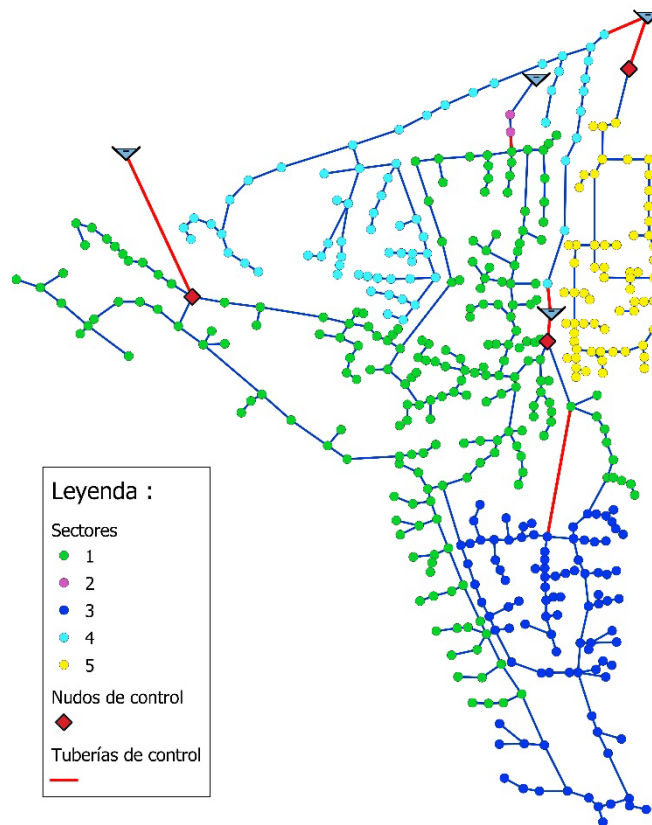 Leyenda :
Sectores
1
2
3
4
5
Nudos de control
Tuberías de control